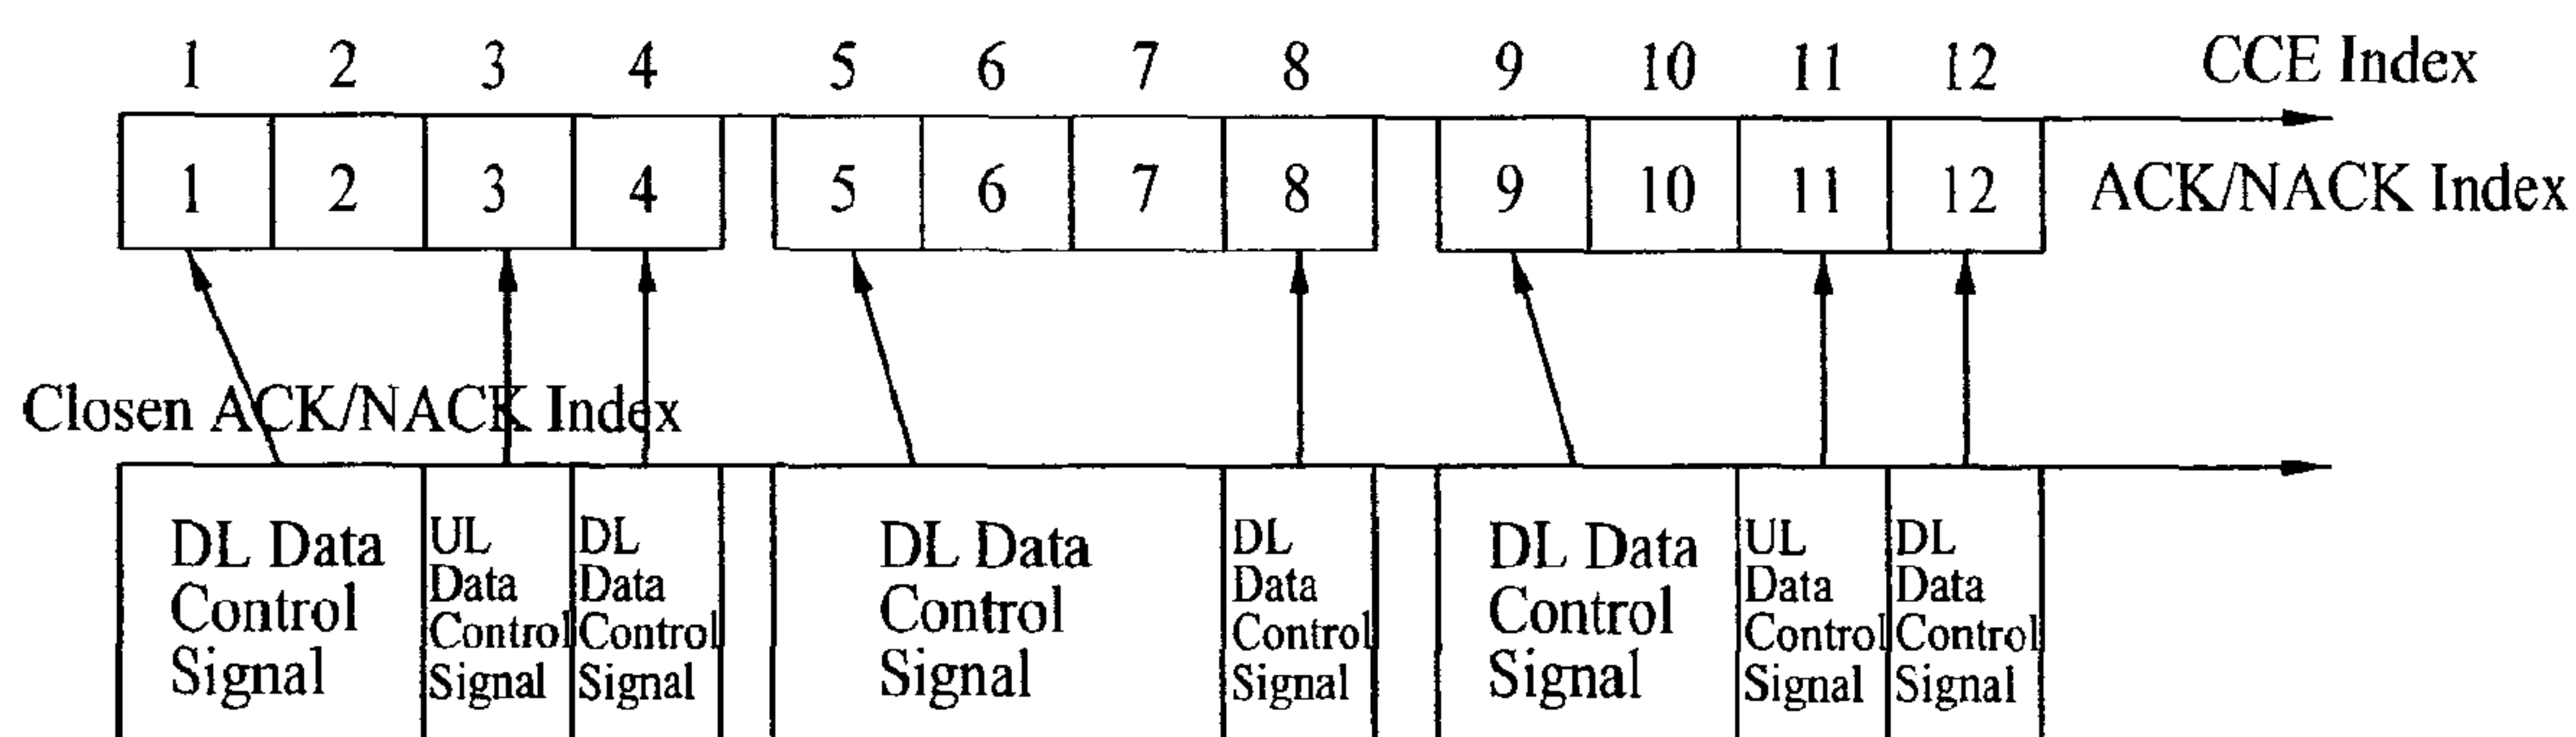 1 2 3 4 5 6 7 8 9 10 11 12 CCE Index
1 2 3 4 5 6 7 8 9 10 11 12 ACK/NACK Index
Closen ACK/NACK Index
DL Data
Control
Signal
UL
Data
Control
Signal
DL
Data
Control
Signal
DL Data
Control
Signal
DL
Data
Control
Signal
DL Data
Control
Signal
UL
Data
Control
Signal
DL
Data
Control
Signal